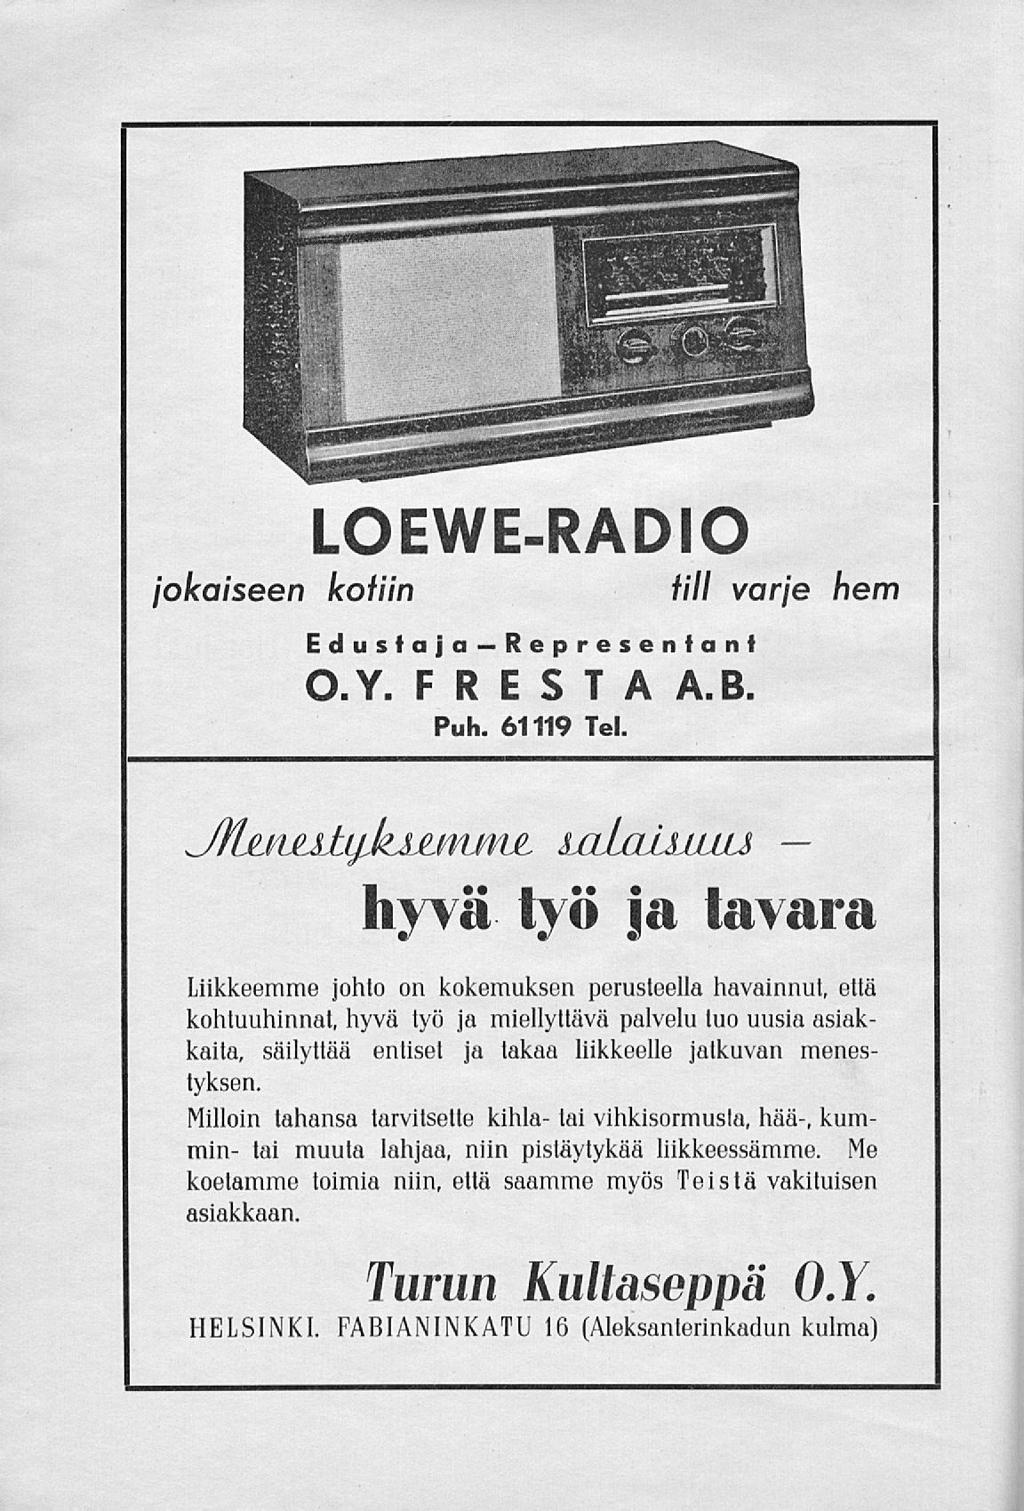 LOEWE-RADIO
jokaiseen kotiin till varje hem
Edustaja — Representant
O.Y. FRESTA A.B.
Puh. 61119 Tel.
Menestyksemme salaisuus —
hyvä työ ja tavara
Liikkeemme johto on kokemuksen perusteella havainnut, että
kohtuuhinnat, hyvä työ ja miellyttävä palvelu tuo uusia asiak-
kaita, säilyttää entiset ja takaa liikkeelle jatkuvan menes-
tyksen.
Milloin tahansa tarvitsette kihla- tai vihkisormusta, hää-, kum-
min- tai muuta lahjaa, niin pistäytykää liikkeessämme. Me
koetamme toimia niin, että saamme myös Teistä vakituisen
asiakkaan.
Turun Kultaseppä O.Y.
HELSINKI. FABIANINKATU 16 (Aleksanterinkadun kulma)